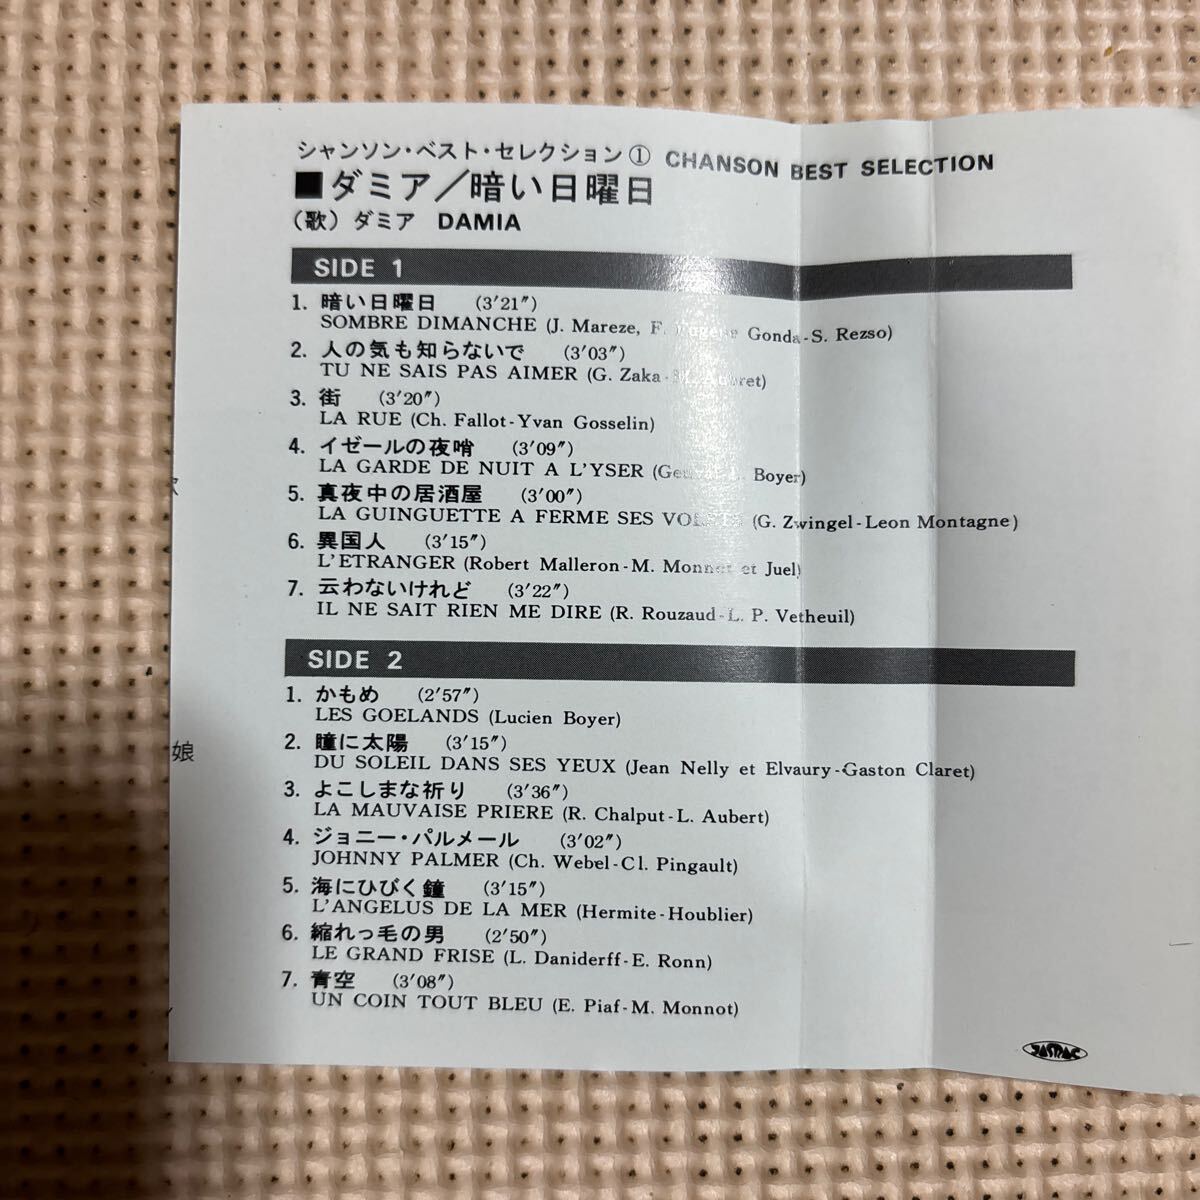 シャンソン・ベスト・セレクション① CHANSON BEST SELECTION
■ダミア／暗い日曜日
（歌）ダミア DAMIA
SIDE 1
1. 暗い日曜日 (3′21″)
SOMBRE DIMANCHE (J. Mareze, F. Gonda-S. Rezso)
2. 人の気も知らないで (3′03″)
TU NE SAIS PAS AIMER (G. Zaka-
3. 街 (3′20″)
LA RUE (Ch. Fallot-Yvan Gosselin)
4. イゼールの夜哨 (3′09″)
LA GARDE DE NUIT A L'YSER ( Boyer)
5. 真夜中の居酒屋 (3′00″)
LA GUINGUETTE A FERME SES (G. Zwingel-Leon Montagne)
6. 異国人 (3′15″)
L'ETRANGER (Robert Malleron-M. Monnot et Juel)
7. 云わないけれど (3′22″)
IL NE SAIT RIEN ME DIRE (R. Rouzaud-L. P. Vetheuil)
SIDE 2
1. かもめ (2′57″)
LES GOELANDS (Lucien Boyer)
2. 瞳に太陽 (3′15″)
DU SOLEIL DANS SES YEUX (Jean Nelly et Elvaury-Gaston Claret)
3. よこしまな祈り (3′36″)
LA MAUVAISE PRIERE (R. Chalput-L. Aubert)
4. ジョニー・パルメール (3′02″)
JOHNNY PALMER (Ch. Webel-Cl. Pingault)
5. 海にひびく鐘 (3′15″)
L'ANGELUS DE LA MER (Hermite-Houblier)
6. 縮れっ毛の男 (2′50″)
LE GRAND FRISE (L. Daniderff-E. Ronn)
7. 青空 (3′08″)
UN COIN TOUT BLEU (E. Piaf-M. Monnot)
娘
JASRAC